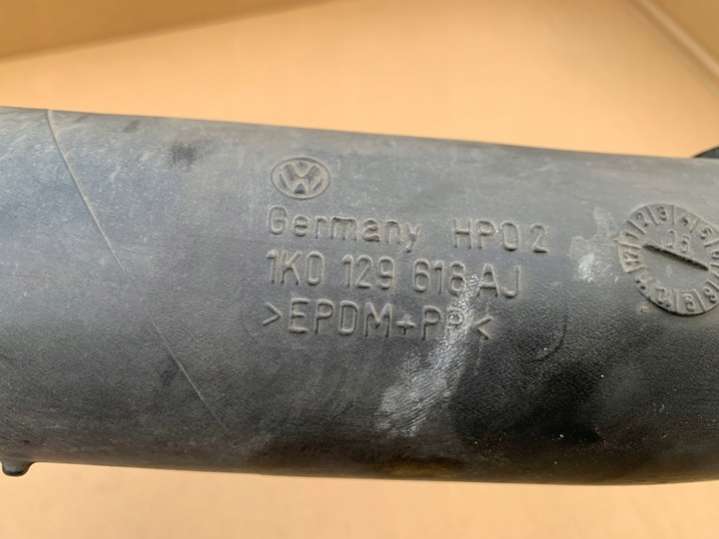 Germany HP02
1K0 129 618 AJ
>EPDM+PP<